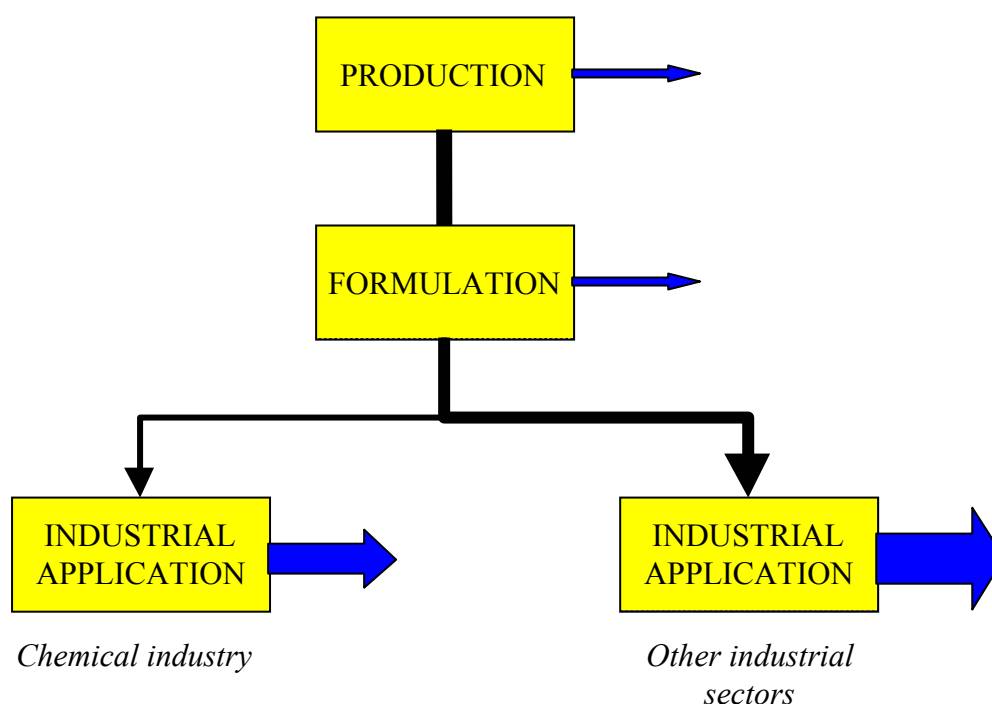 PRODUCTION
FORMULATION
INDUSTRIAL
APPLICATION
Chemical industry
INDUSTRIAL
APPLICATION
Other industrial
sectors